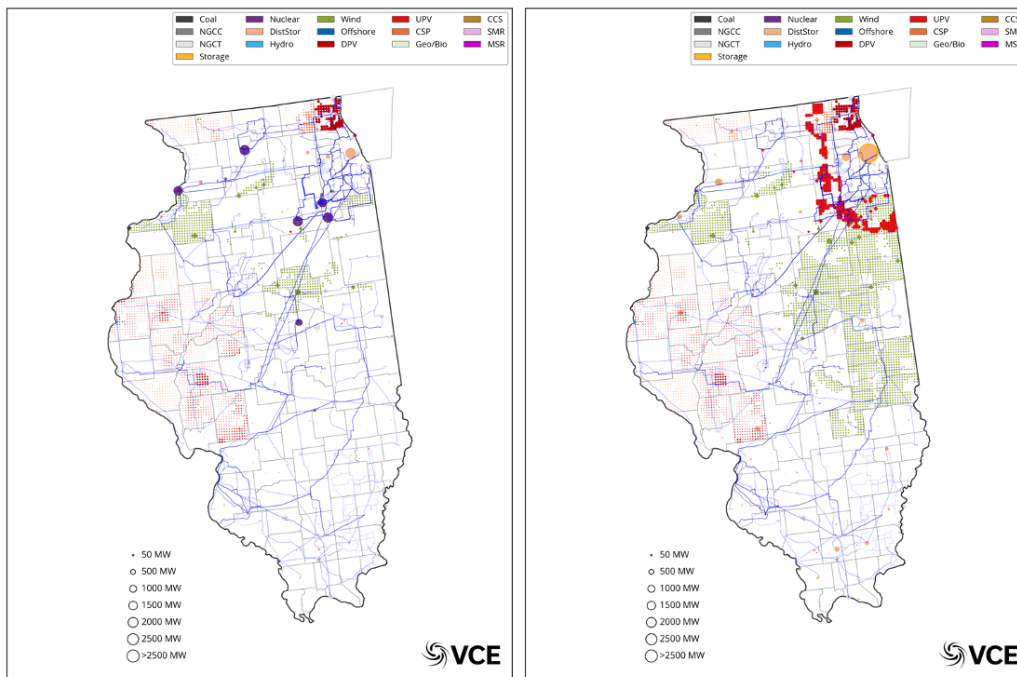 Coal Nuclear Wind UPV CCS
NGCC DistStor Offshore CSP SMR
NGCT Hydro DPV Geo/Bio MSR
Storage
50 MW
500 MW
1000 MW
1500 MW
2000 MW
2500 MW
>2500 MW
VCE
Coal Nuclear Wind UPV CCS
NGCC DistStor Offshore CSP SM
NGCT Hydro DPV Geo/Bio MS
Storage
50 MW
500 MW
1000 MW
1500 MW
2000 MW
2500 MW
>2500 MW
VCE